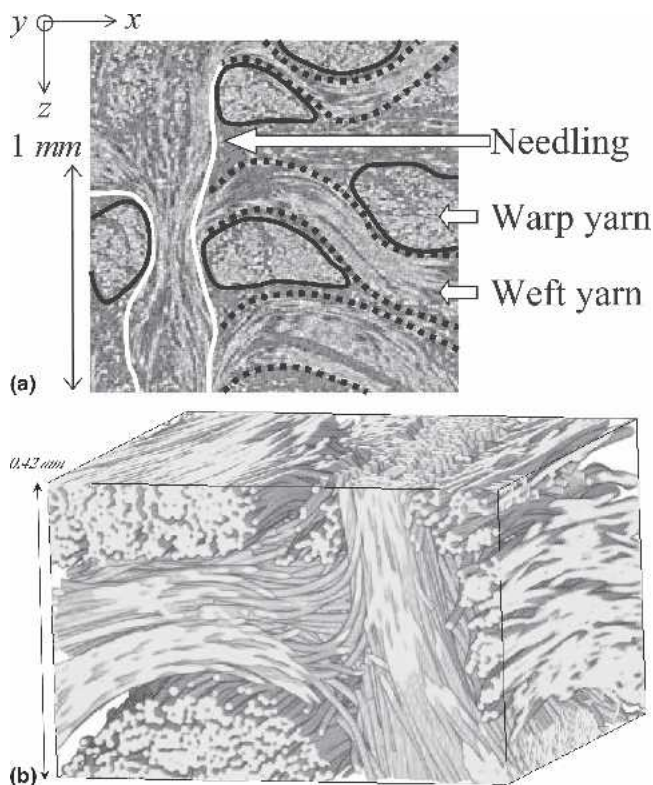 y x
z
1 mm
Needling
Warp yarn
Weft yarn
(a)
0.42 mm
(b)